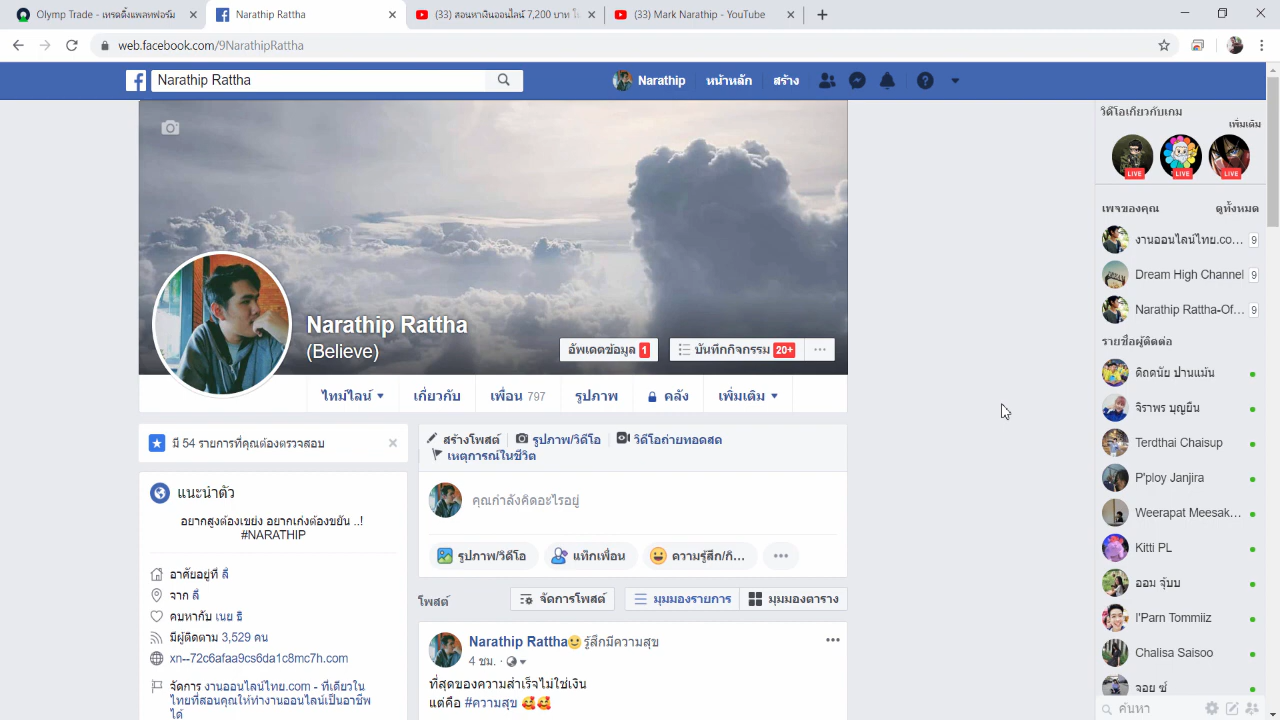 Olymp Trade - เทรดดิ้งแพลทฟอร์ม
Narathip Rattha
(33) สอนหาเงินออนไลน์ 7,200 บาท
(33) Mark Narathip - YouTube
web.facebook.com/9NarathipRattha
Narathip Rattha
Narathip
หน้าหลัก
สร้าง
Narathip Rattha
(Believe)
อัพเดตข้อมูล 1
บันทึกกิจกรรม 20+
ไทม์ไลน์
เกี่ยวกับ
เพื่อน 797
รูปภาพ
คลัง
เพิ่มเติม
มี 54 รายการที่คุณต้องตรวจสอบ
แนะนำตัว
อยากสูงต้องเขย่ง อยากเก่งต้องขยัน ..!
#NARATHIP
อาศัยอยู่ที่ ลี้
จาก ลี้
คบหากับ เนย ธิ
มีผู้ติดตาม 3,529 คน
xn--72c6afaa9cs6da1c8mc7h.com
จัดการ งานออนไลน์ไทย.com - ที่เดียวใน
ไทยที่สอนคุณให้ทำงานออนไลน์เป็นอาชีพ
ได้
สร้างโพสต์
รูปภาพ/วิดีโอ
วิดีโอถ่ายทอดสด
เหตุการณ์ในชีวิต
คุณกำลังคิดอะไรอยู่
รูปภาพ/วิดีโอ
แท็กเพื่อน
ความรู้สึก/กิ...
โพสต์
จัดการโพสต์
มุมมองรายการ
มุมมองตาราง
Narathip Rattha รู้สึกมีความสุข
4 ชม. ·
ที่สุดของความสำเร็จไม่ใช่เงิน
แต่คือ #ความสุข 🥰🥰
วิดีโอเกี่ยวกับเกม
เพิ่มเติม
LIVE
LIVE
LIVE
เพจของคุณ
ดูทั้งหมด
งานออนไลน์ไทย.co... 9
Dream High Channel 9
Narathip Rattha-Of... 9
รายชื่อผู้ติดต่อ
ดิถดนัย ปานแม้น
จิราพร บุญยืน
Terdthai Chaisup
P'ploy Janjira
Weerapat Meesak...
Kitti PL
ออม จุ๊บบ
I'Parn Tommiiz
Chalisa Saisoo
จอย ซ์
ค้นหา